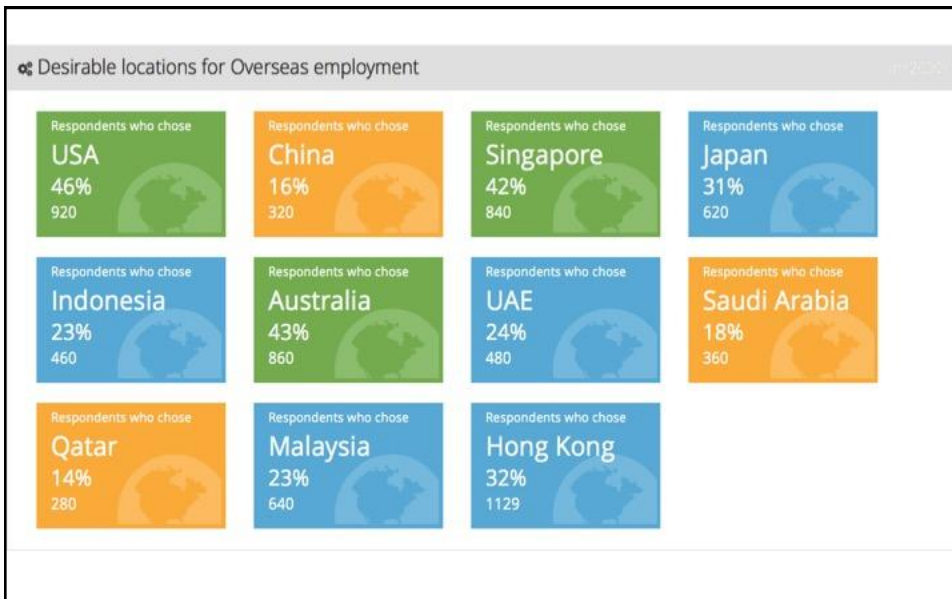 Desirable locations for Overseas employment
Respondents who chose
USA
46%
920
Respondents who chose
China
16%
320
Respondents who chose
Singapore
42%
840
Respondents who chose
Japan
31%
620
Respondents who chose
Indonesia
23%
460
Respondents who chose
Australia
43%
860
Respondents who chose
UAE
24%
480
Respondents who chose
Saudi Arabia
18%
360
Respondents who chose
Qatar
14%
280
Respondents who chose
Malaysia
23%
640
Respondents who chose
Hong Kong
32%
1129